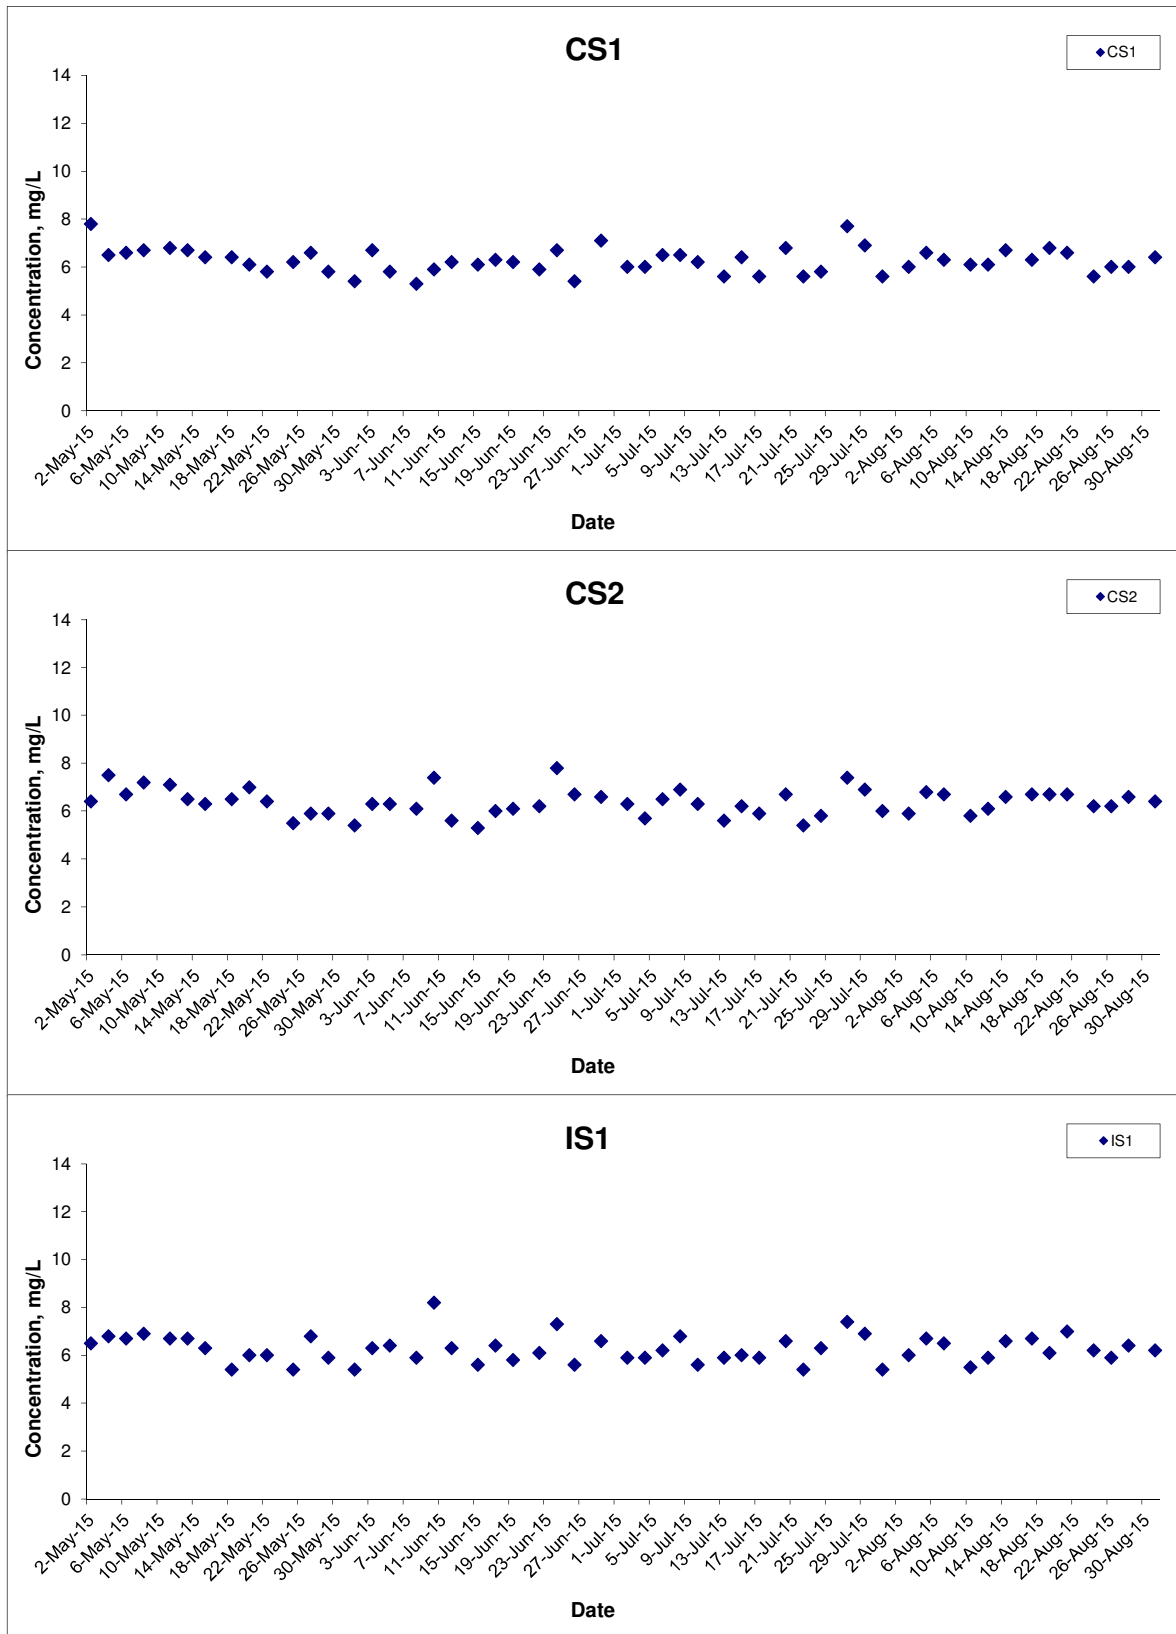 CS1
CS1
14
12
10
8
6
4
2
0
Concentration, mg/L
2-May-15
6-May-15
10-May-15
14-May-15
18-May-15
22-May-15
26-May-15
30-May-15
3-Jun-15
7-Jun-15
11-Jun-15
15-Jun-15
19-Jun-15
23-Jun-15
27-Jun-15
1-Jul-15
5-Jul-15
9-Jul-15
13-Jul-15
17-Jul-15
21-Jul-15
25-Jul-15
29-Jul-15
2-Aug-15
6-Aug-15
10-Aug-15
14-Aug-15
18-Aug-15
22-Aug-15
26-Aug-15
30-Aug-15
Date
CS2
CS2
14
12
10
8
6
4
2
0
Concentration, mg/L
2-May-15
6-May-15
10-May-15
14-May-15
18-May-15
22-May-15
26-May-15
30-May-15
3-Jun-15
7-Jun-15
11-Jun-15
15-Jun-15
19-Jun-15
23-Jun-15
27-Jun-15
1-Jul-15
5-Jul-15
9-Jul-15
13-Jul-15
17-Jul-15
21-Jul-15
25-Jul-15
29-Jul-15
2-Aug-15
6-Aug-15
10-Aug-15
14-Aug-15
18-Aug-15
22-Aug-15
26-Aug-15
30-Aug-15
Date
IS1
IS1
14
12
10
8
6
4
2
0
Concentration, mg/L
2-May-15
6-May-15
10-May-15
14-May-15
18-May-15
22-May-15
26-May-15
30-May-15
3-Jun-15
7-Jun-15
11-Jun-15
15-Jun-15
19-Jun-15
23-Jun-15
27-Jun-15
1-Jul-15
5-Jul-15
9-Jul-15
13-Jul-15
17-Jul-15
21-Jul-15
25-Jul-15
29-Jul-15
2-Aug-15
6-Aug-15
10-Aug-15
14-Aug-15
18-Aug-15
22-Aug-15
26-Aug-15
30-Aug-15
Date